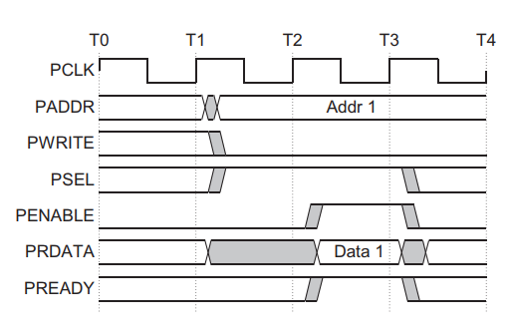 T0 T1 T2 T3 T4
PCLK
PADDR Addr 1
PWRITE
PSEL
PENABLE
PRDATA Data 1
PREADY